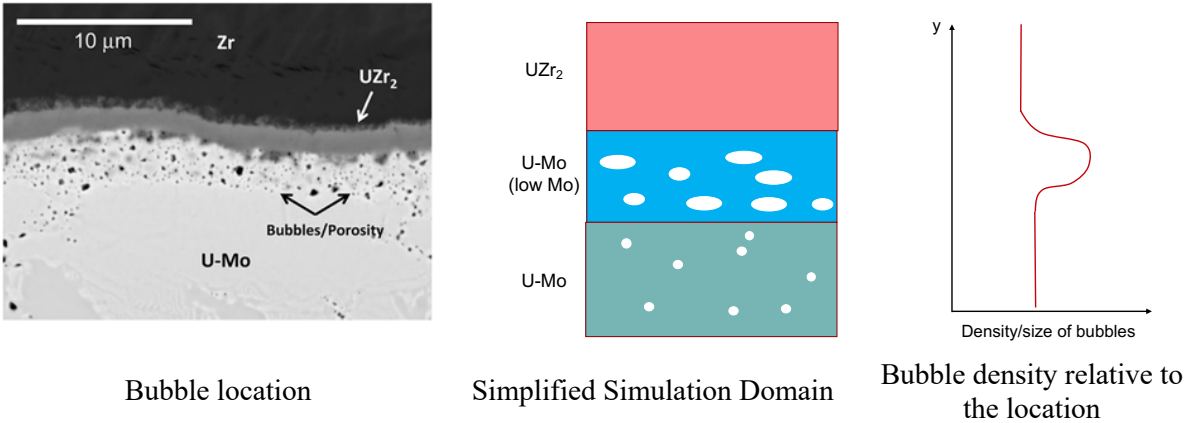 10 μm
Zr
UZr₂
Bubbles/Porosity
U-Mo
Bubble location
UZr₂
U-Mo
(low Mo)
U-Mo
Simplified Simulation Domain
y
Density/size of bubbles
Bubble density relative to
the location